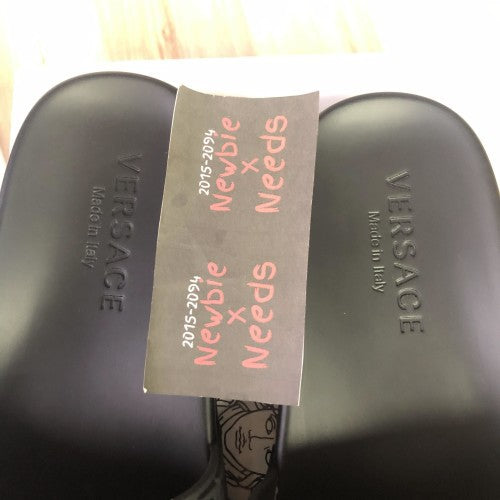 VERSACE
Made in Italy
2015-2094
Newbie
x
Needs
2015-2094
Newbie
x
Needs
VERSACE
Made in Italy